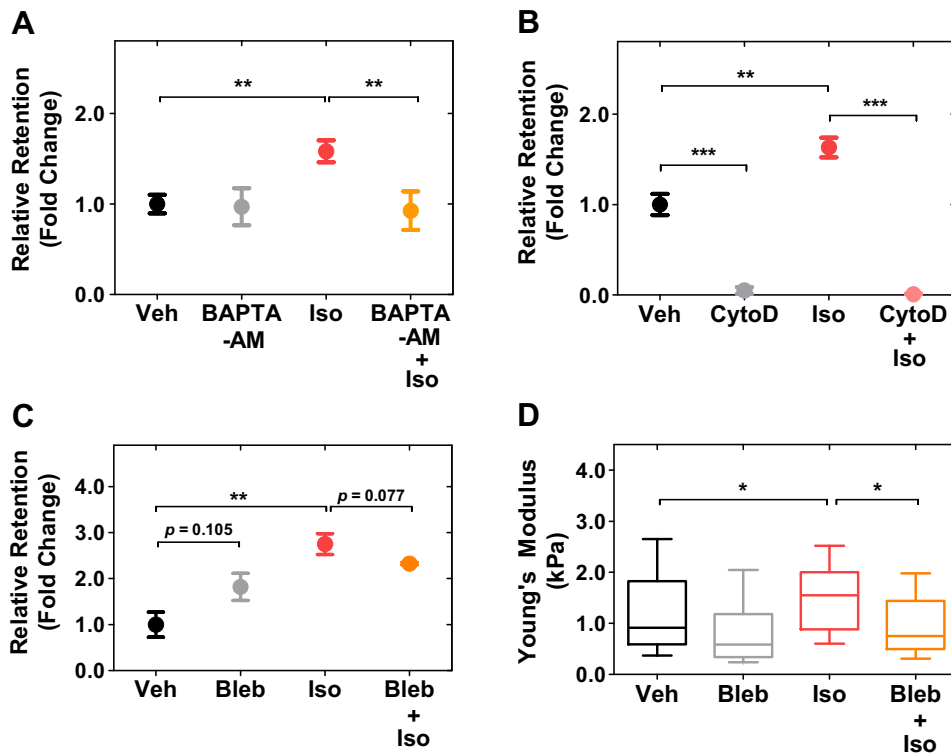 A
Relative Retention
(Fold Change)
2.0
1.0
0.0
**
**
Veh
BAPTA
-AM
Iso
BAPTA
-AM
+
Iso
B
Relative Retention
(Fold Change)
2.0
1.0
0.0
**
***
***
Veh
CytoD
Iso
CytoD
+
Iso
C
Relative Retention
(Fold Change)
4.0
3.0
2.0
1.0
0.0
**
p = 0.077
p = 0.105
Veh
Bleb
Iso
Bleb
+
Iso
D
Young's Modulus
(kPa)
4.0
3.0
2.0
1.0
0.0
*
*
Veh
Bleb
Iso
Bleb
+
Iso